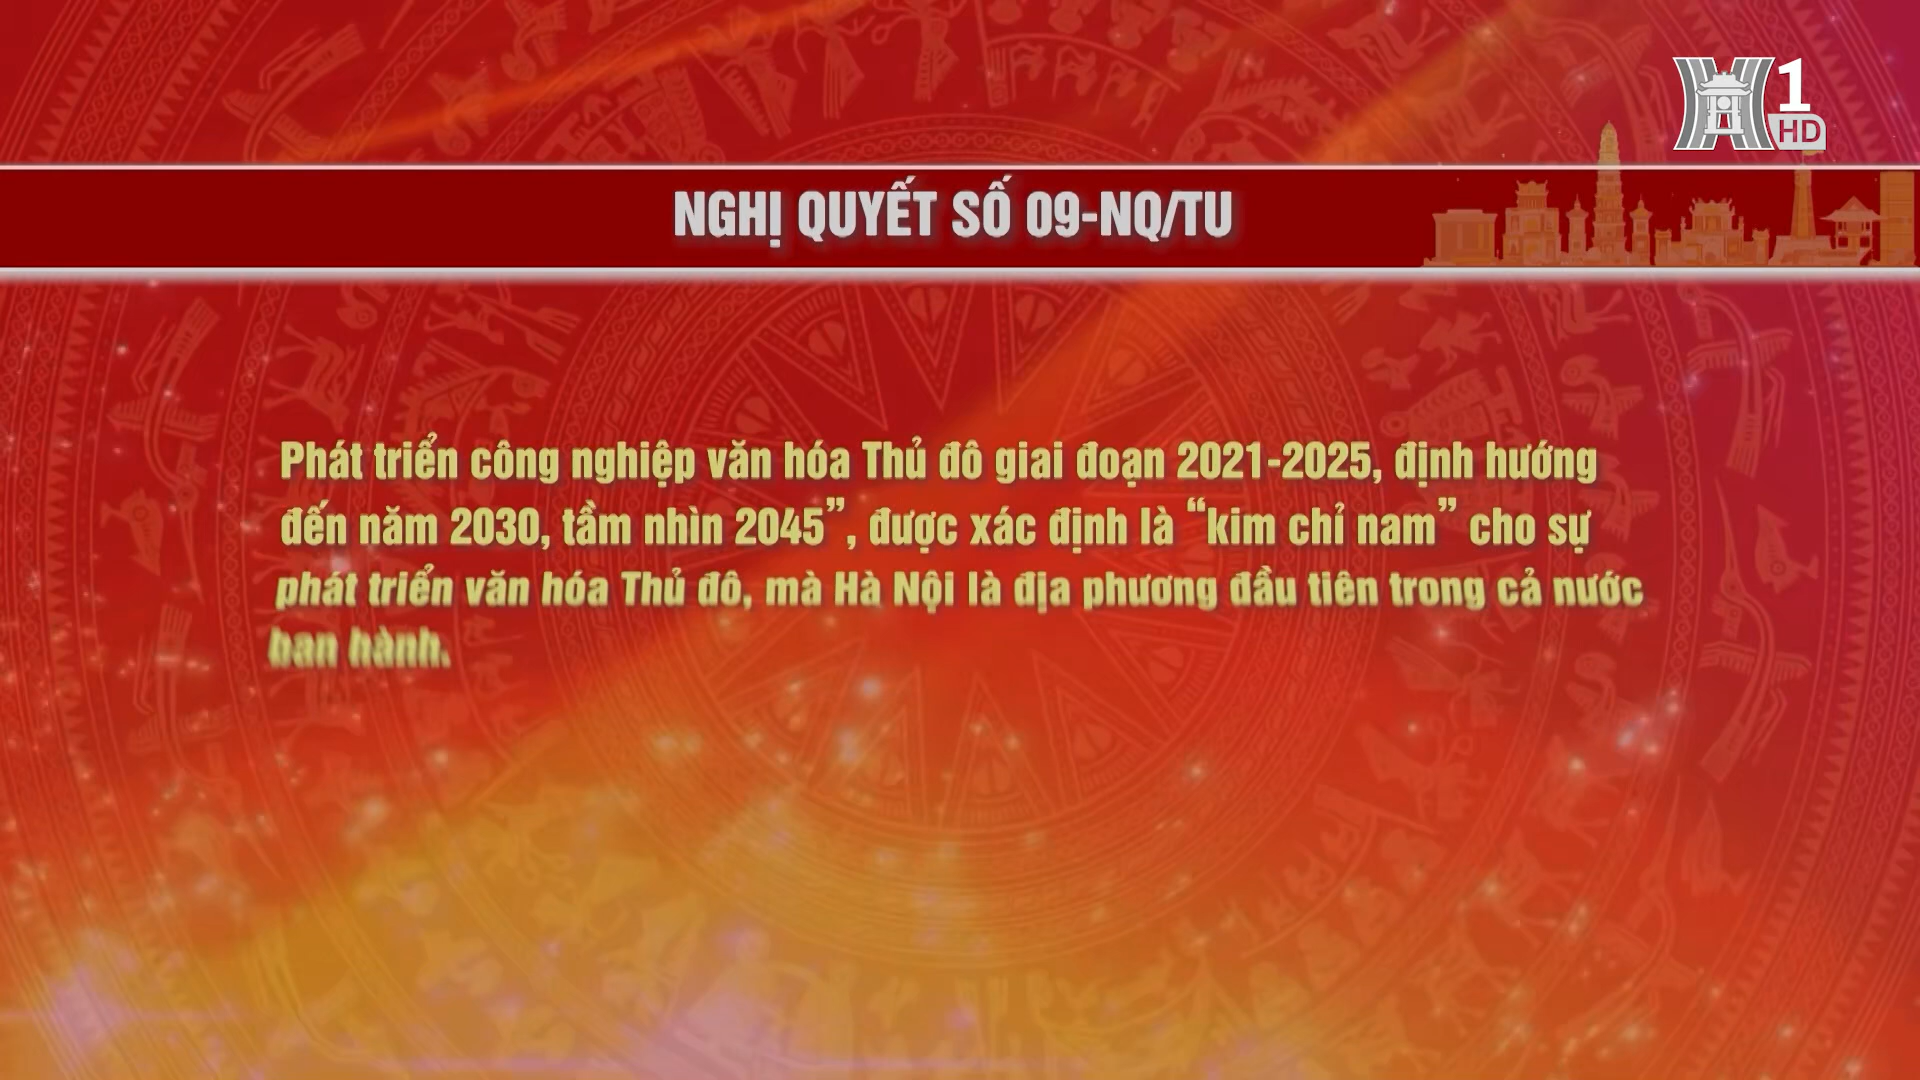 1
HD
NGHỊ QUYẾT SỐ 09-NQ/TU
Phát triển công nghiệp văn hóa Thủ đô giai đoạn 2021-2025, định hướng
đến năm 2030, tầm nhìn 2045”, được xác định là “kim chỉ nam” cho sự
phát triển văn hóa Thủ đô, mà Hà Nội là địa phương đầu tiên trong cả nước
ban hành.